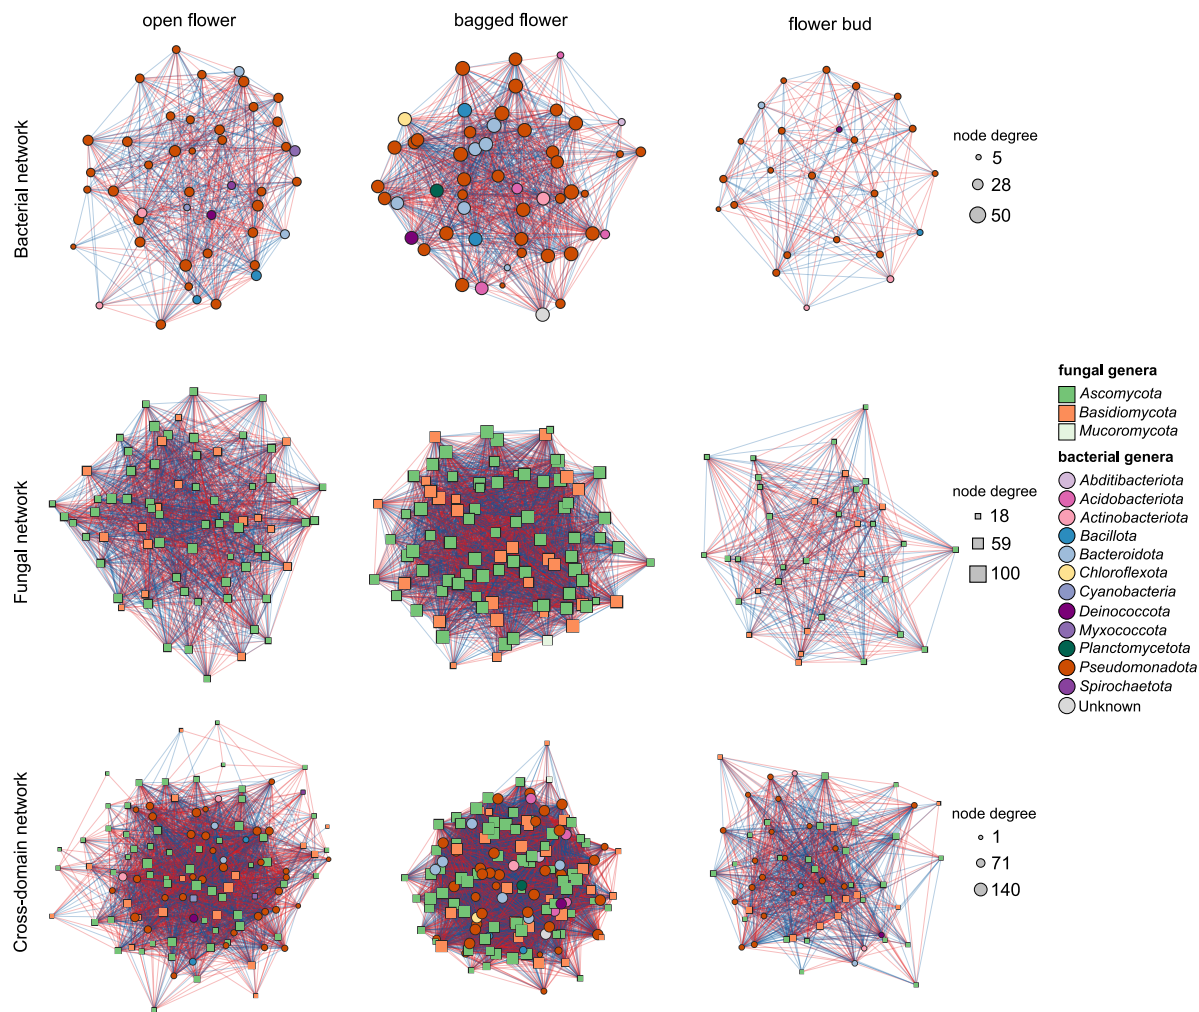 open flower
bagged flower
flower bud
Bacterial network
node degree
5
28
50
Fungal network
node degree
18
59
100
fungal genera
Ascomycota
Basidiomycota
Mucoromycota
bacterial genera
Abditibacteriota
Acidobacteriota
Actinobacteriota
Bacillota
Bacteroidota
Chloroflexota
Cyanobacteria
Deinococcota
Myxococcota
Planctomycetota
Pseudomonadota
Spirochaetota
Unknown
Cross-domain network
node degree
1
71
140